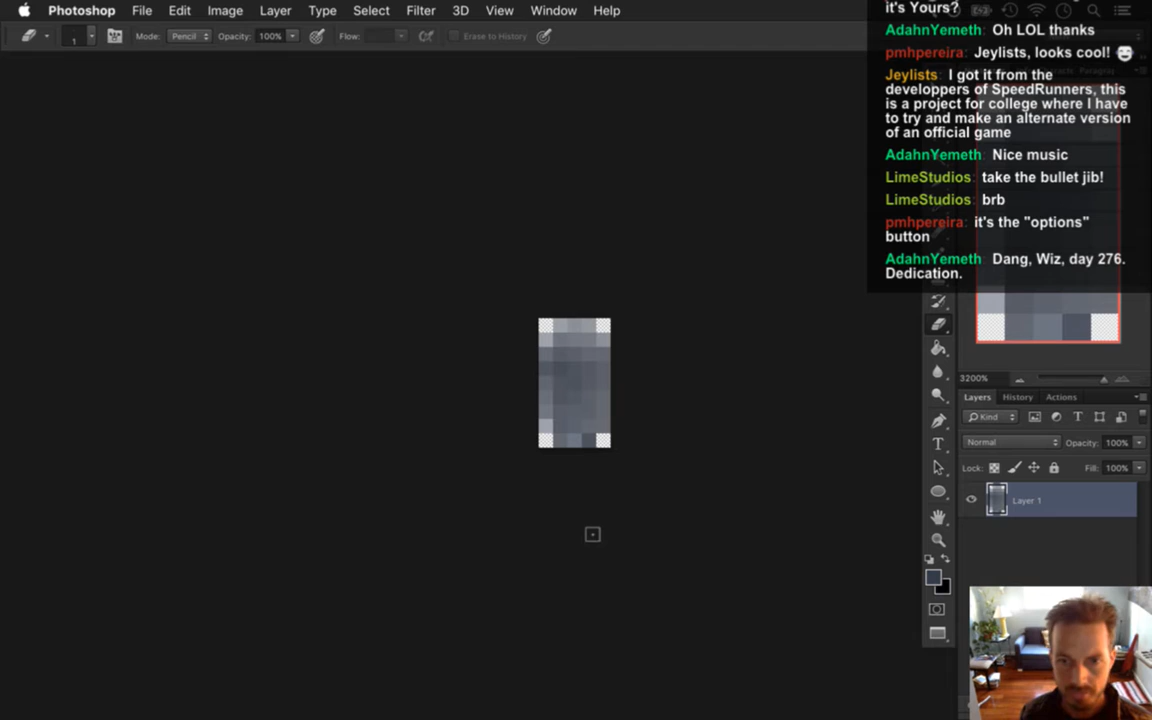 Photoshop File Edit Image Layer Type Select Filter 3D View Window Help
it's Yours?
AdahnYemeth: Oh LOL thanks
pmhpereira: Jeylists, looks cool!
Jeylists: I got it from the
developpers of SpeedRunners, this
is a project for college where I have
to try and make an alternate version
of an official game
AdahnYemeth: Nice music
LimeStudios: take the bullet jib!
LimeStudios: brb
pmhpereira: it's the "options"
button
AdahnYemeth: Dang, Wiz, day 276.
Dedication.
1 Mode: Pencil Opacity: 100% Flow: Erase to History
3200%
Layers History Actions
Kind
Normal Opacity: 100%
Lock: Fill: 100%
Layer 1